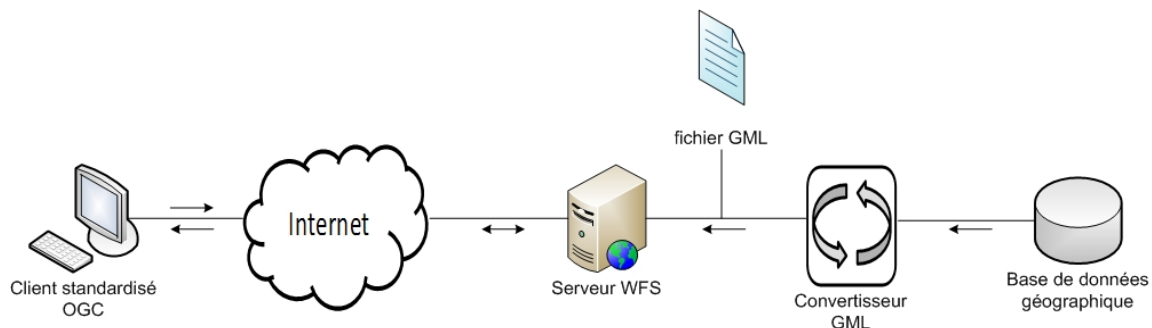 fichier GML
Internet
Client standardisé
OGC
Serveur WFS
Convertisseur
GML
Base de données
géographique